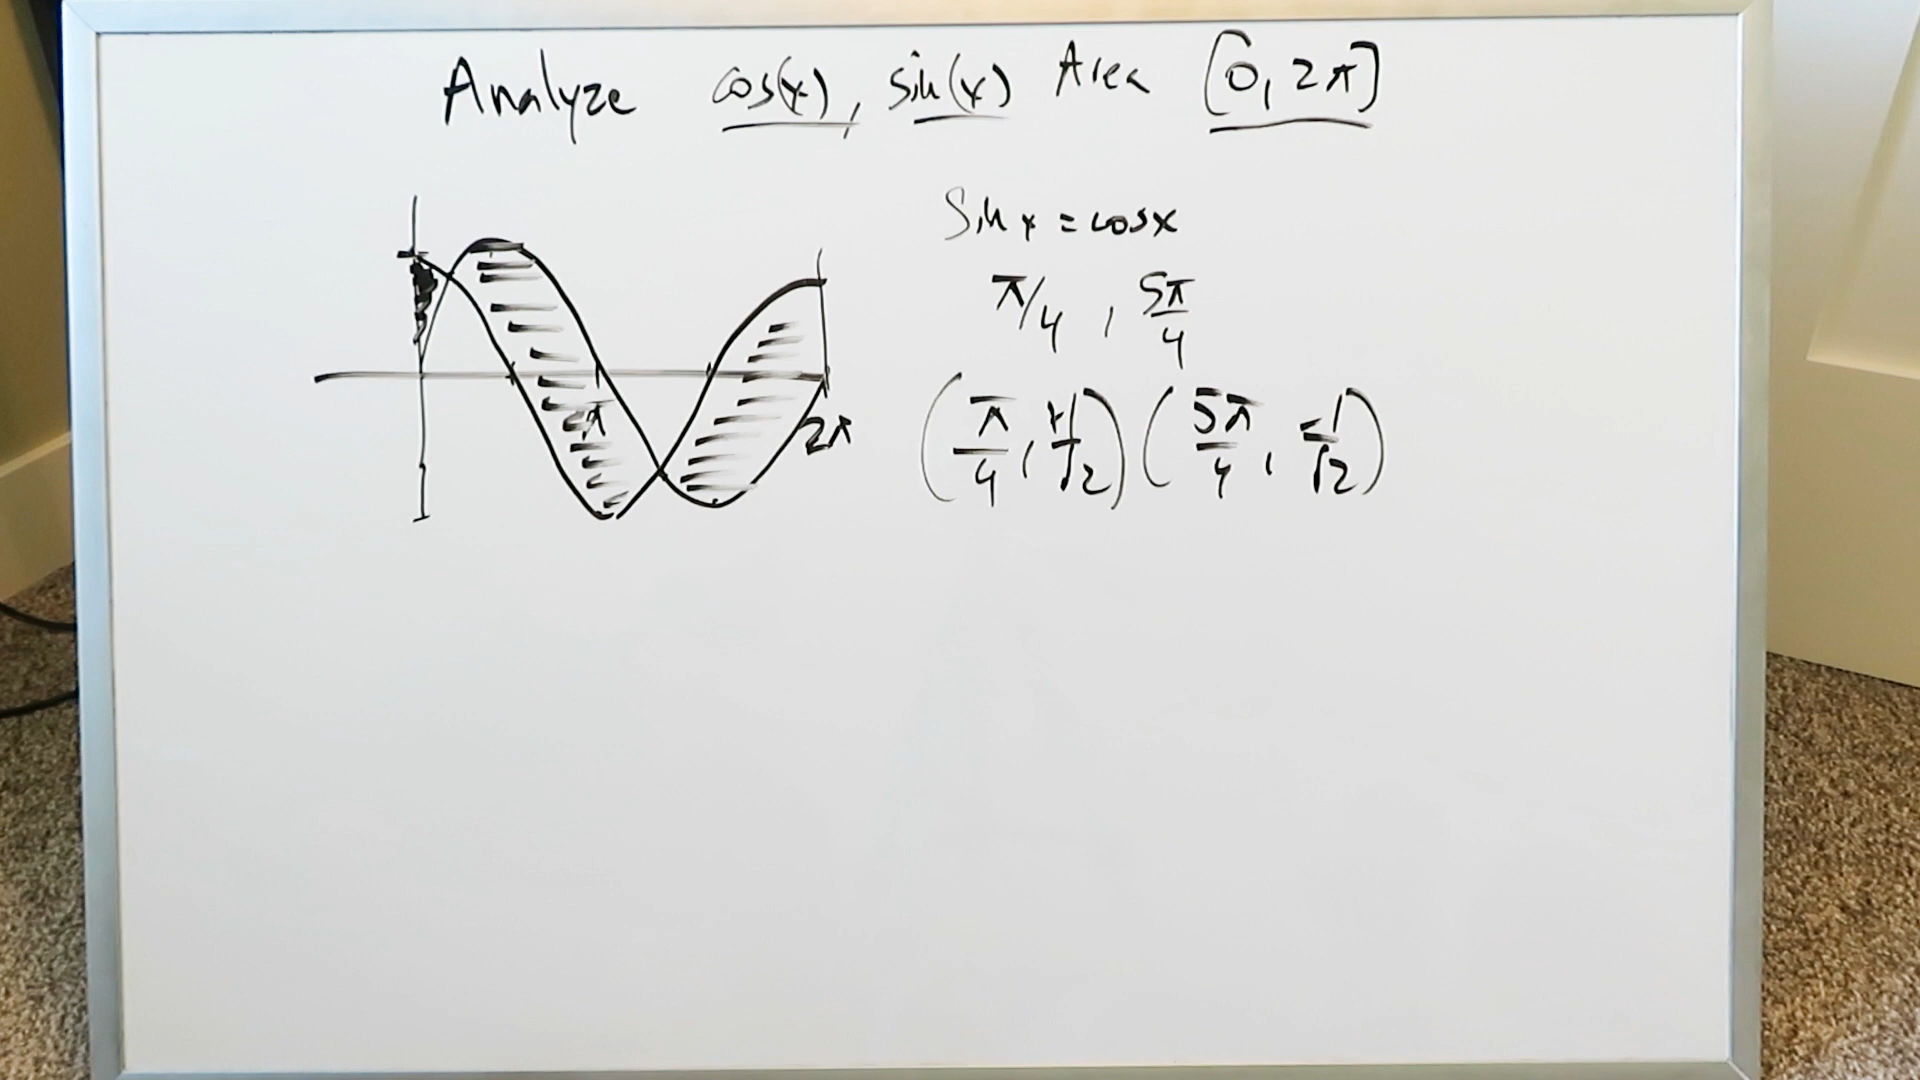 Analyze cos(x), sin(x) Area [0, 2π]
sin x = cos x
π/4 , 5π/4
(π/4, +1/√2) (5π/4, -1/√2)
π
2π